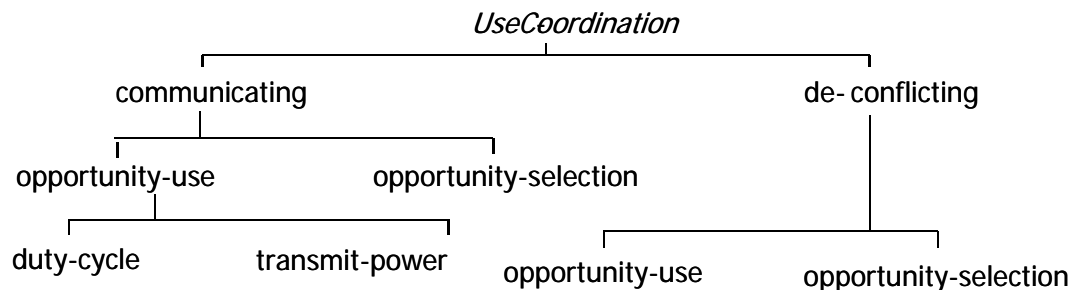 UseCoordination
communicating
de- conflicting
opportunity-use
opportunity-selection
duty-cycle
transmit-power
opportunity-use
opportunity-selection